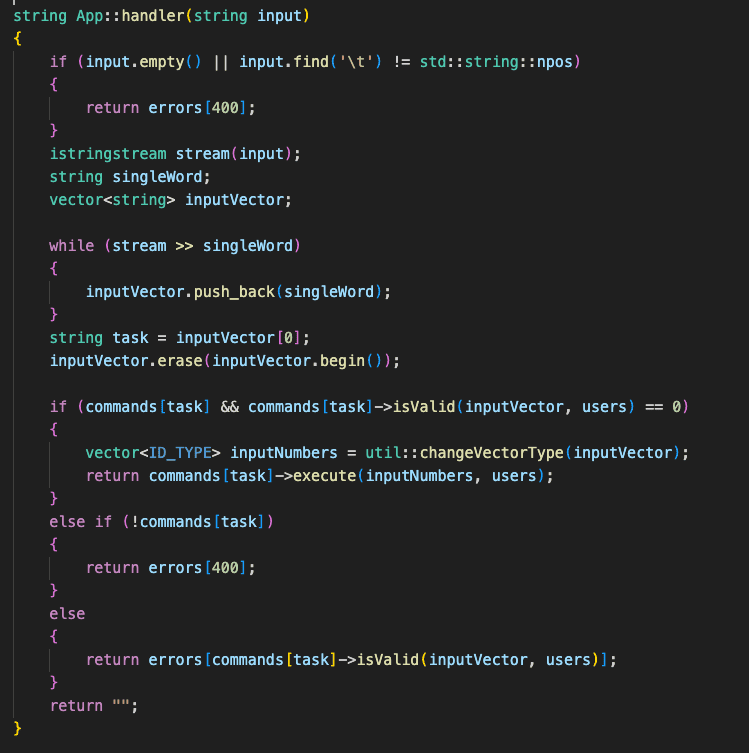 string App::handler(string input)
{
    if (input.empty() || input.find('\t') != std::string::npos)
    {
        return errors[400];
    }
    istringstream stream(input);
    string singleWord;
    vector<string> inputVector;

    while (stream >> singleWord)
    {
        inputVector.push_back(singleWord);
    }
    string task = inputVector[0];
    inputVector.erase(inputVector.begin());

    if (commands[task] && commands[task]->isValid(inputVector, users) == 0)
    {
        vector<ID_TYPE> inputNumbers = util::changeVectorType(inputVector);
        return commands[task]->execute(inputNumbers, users);
    }
    else if (!commands[task])
    {
        return errors[400];
    }
    else
    {
        return errors[commands[task]->isValid(inputVector, users)];
    }
    return "";
}